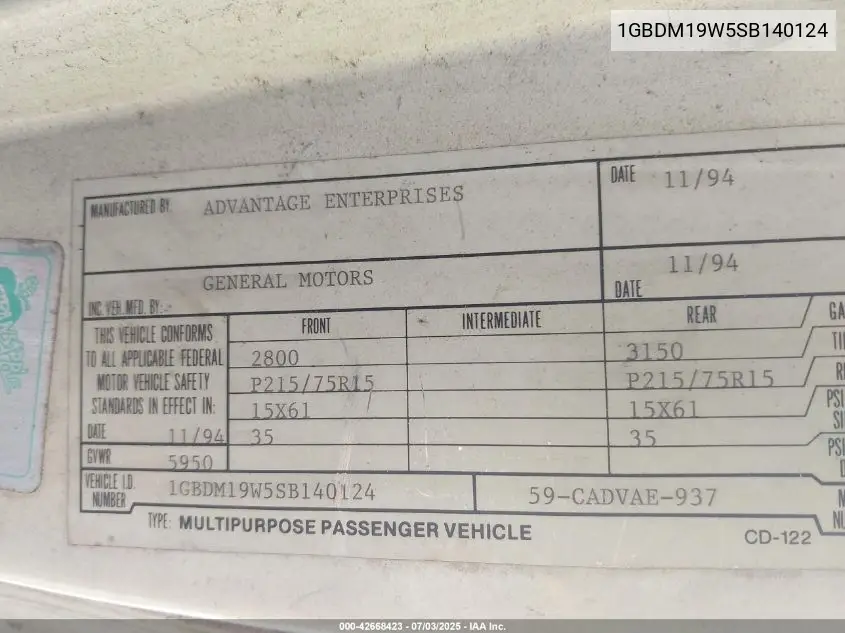 1GBDM19W5SB140124
MANUFACTURED BY: ADVANTAGE ENTERPRISES DATE 11/94
GENERAL MOTORS 11/94
INC. VEH. MFD. BY: DATE
THIS VEHICLE CONFORMS FRONT INTERMEDIATE REAR
TO ALL APPLICABLE FEDERAL 2800 3150
MOTOR VEHICLE SAFETY P215/75R15 P215/75R15
STANDARDS IN EFFECT IN: 15X61 15X61
DATE 11/94 35 35
GVWR 5950
VEHICLE I.D. 1GBDM19W5SB140124 59-CADVAE-937
NUMBER
TYPE: MULTIPURPOSE PASSENGER VEHICLE
CD-122
000-42668423 - 07/03/2025 - IAA Inc.